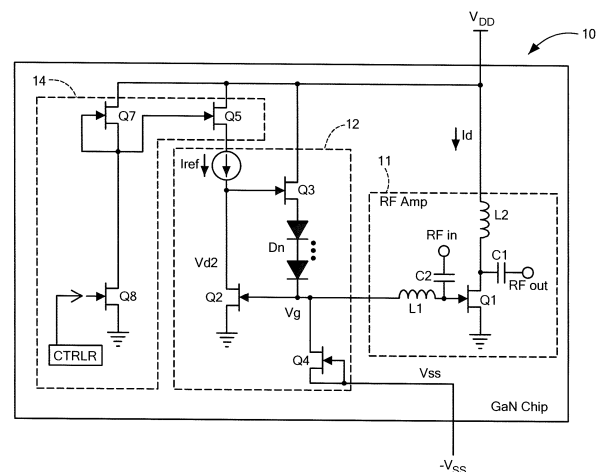 V_DD
10
14
Q7
Q5
12
Id
Iref
Q3
11
RF Amp
L2
RF in
Dn
C1
C2
RF out
Vd2
Q8
Q2
Q1
L1
Vg
CTRLR
Q4
Vss
GaN Chip
-V_SS